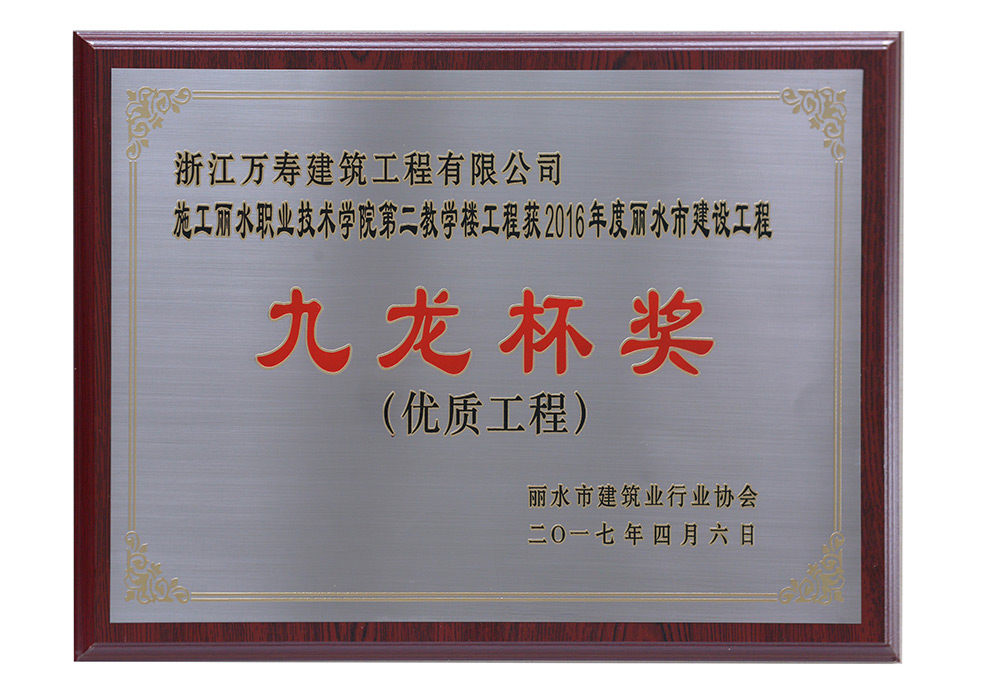 浙江万寿建筑工程有限公司
施工丽水职业技术学院第二教学楼工程获2016年度丽水市建设工程
九龙杯奖
（优质工程）
丽水市建筑业行业协会
二〇一七年四月六日